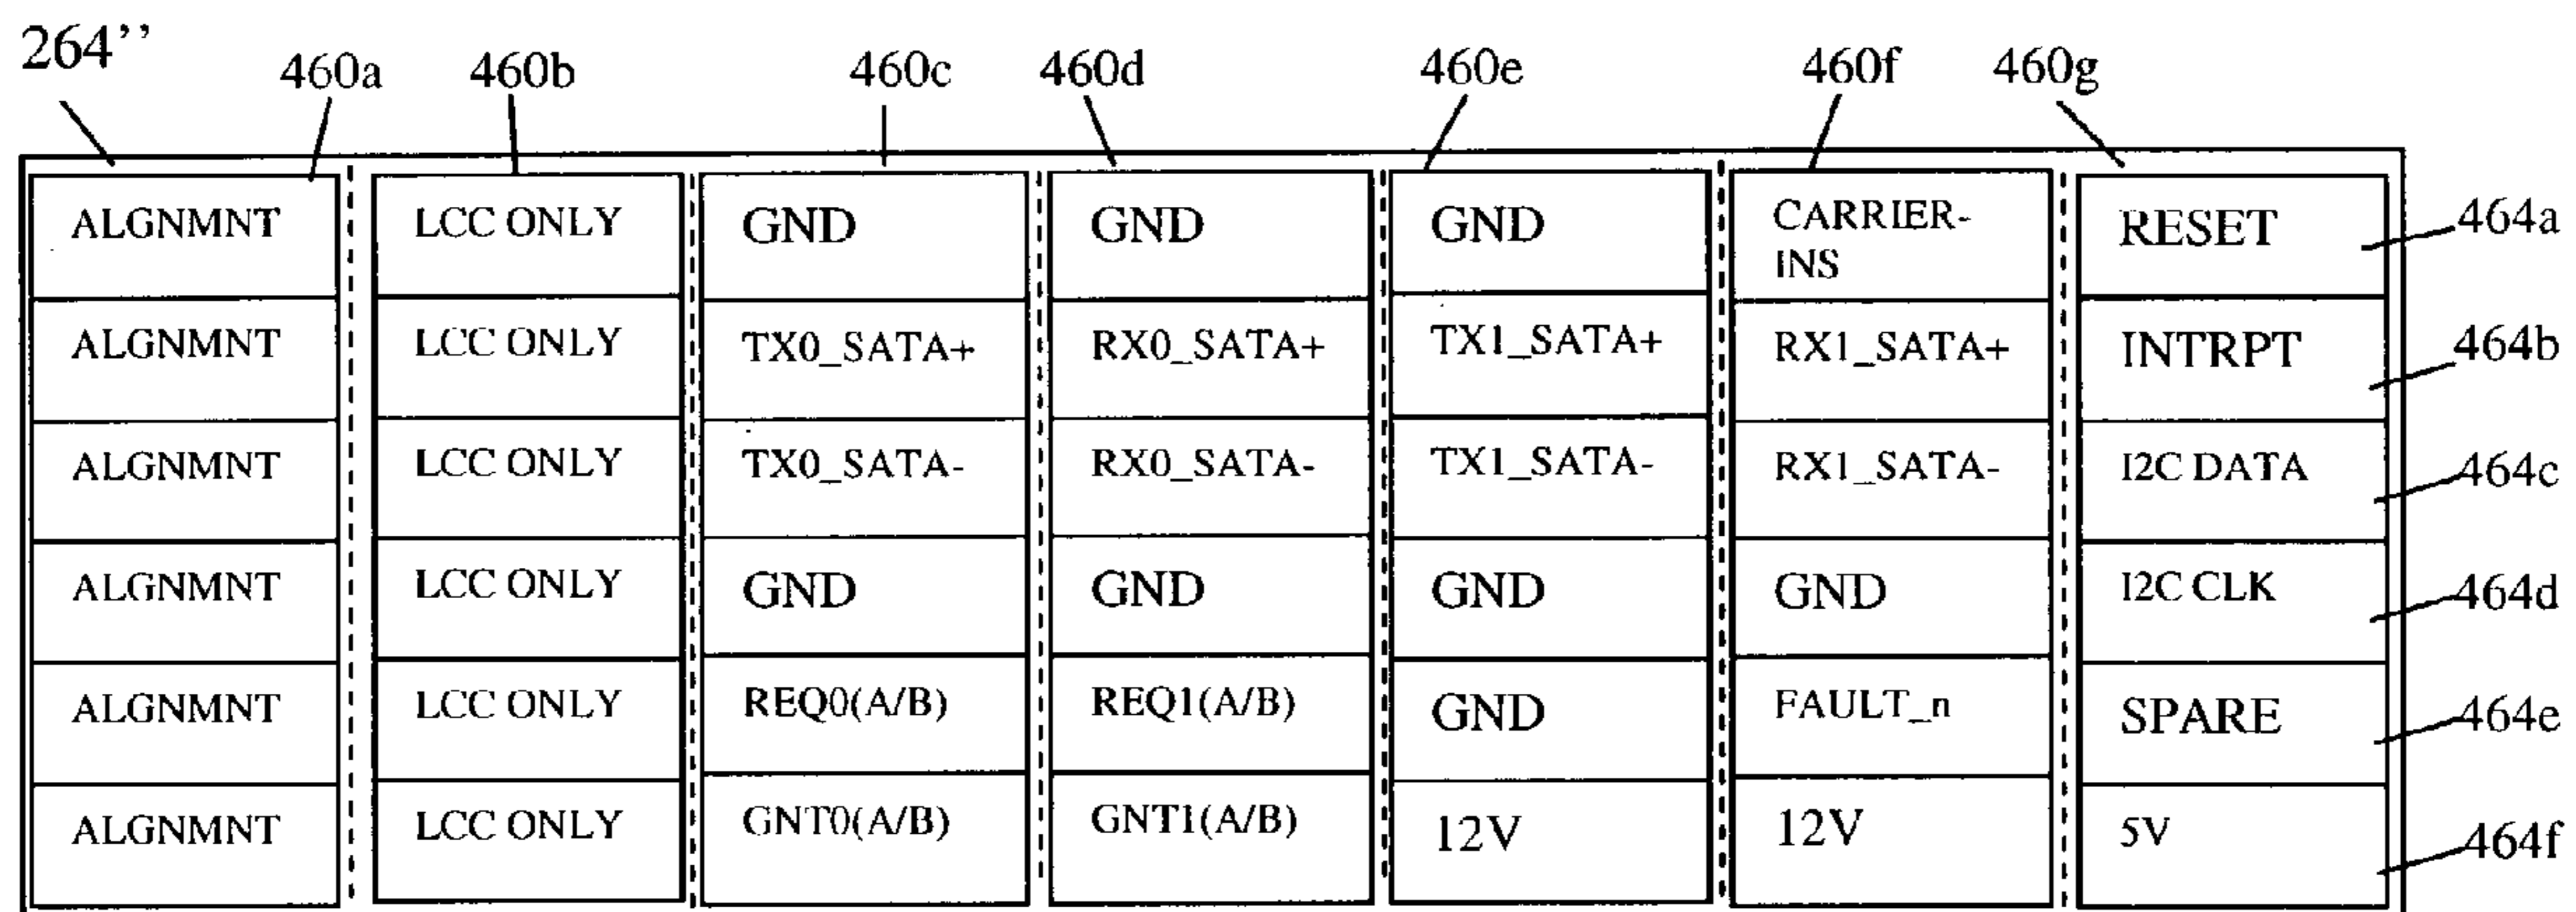 264’’ 460a 460b 460c 460d 460e 460f 460g
ALGNMNT LCC ONLY GND GND GND CARRIER- RESET 464a
INS
ALGNMNT LCC ONLY TX0_SATA+ RX0_SATA+ TX1_SATA+ RX1_SATA+ INTRPT 464b
ALGNMNT LCC ONLY TX0_SATA- RX0_SATA- TX1_SATA- RX1_SATA- I2C DATA 464c
ALGNMNT LCC ONLY GND GND GND GND I2C CLK 464d
ALGNMNT LCC ONLY REQ0(A/B) REQ1(A/B) GND FAULT_n SPARE 464e
ALGNMNT LCC ONLY GNT0(A/B) GNT1(A/B) 12V 12V 5V 464f